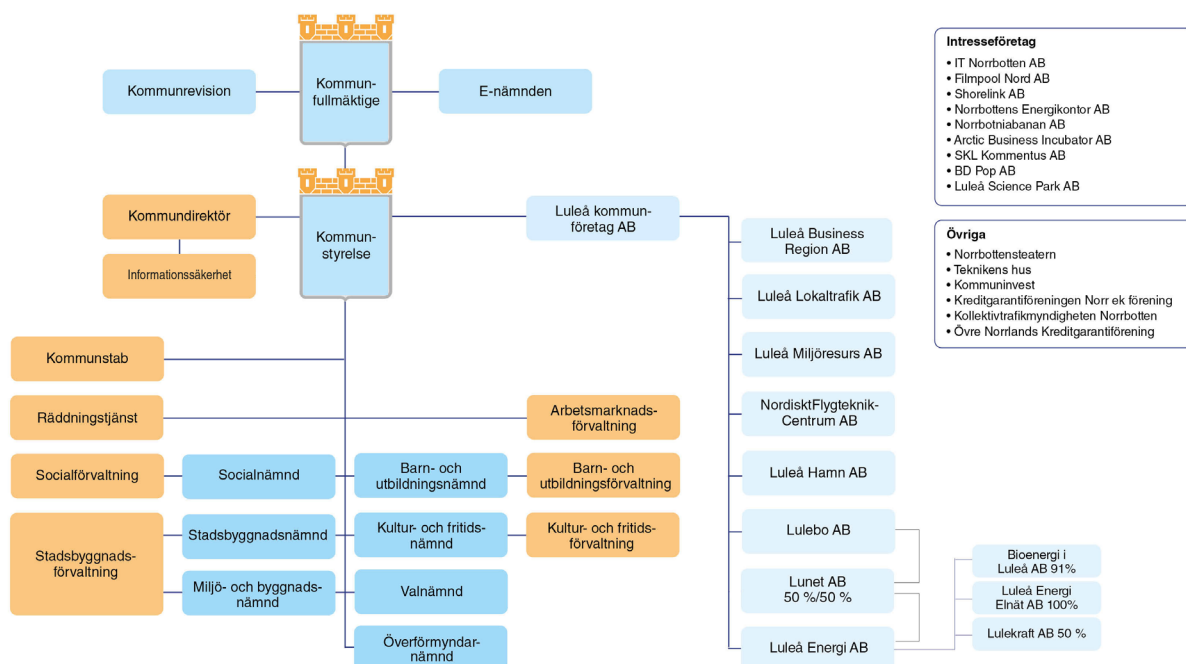 Kommun-
fullmäktige
Kommunrevision
E-nämnden
Kommun-
styrelse
Kommundirektör
Informationssäkerhet
Luleå kommun-
företag AB
Kommunstab
Räddningstjänst
Arbetsmarknads-
förvaltning
Socialförvaltning
Socialnämnd
Barn- och
utbildningsnämnd
Barn- och
utbildningsförvaltning
Stadsbyggnads-
förvaltning
Stadsbyggnadsnämnd
Kultur- och fritids-
nämnd
Kultur- och fritids-
förvaltning
Miljö- och byggnads-
nämnd
Valnämnd
Överförmyndar-
nämnd
Luleå Business
Region AB
Luleå Lokaltrafik AB
Luleå Miljöresurs AB
NordisktFlygteknik-
Centrum AB
Luleå Hamn AB
Lulebo AB
Lunet AB
50 %/50 %
Luleå Energi AB
Bioenergi i
Luleå AB 91%
Luleå Energi
Elnät AB 100%
Lulekraft AB 50 %
Intresseföretag
• IT Norrbotten AB
• Filmpool Nord AB
• Shorelink AB
• Norrbottens Energikontor AB
• Norrbotniabanan AB
• Arctic Business Incubator AB
• SKL Kommentus AB
• BD Pop AB
• Luleå Science Park AB
Övriga
• Norrbottensteatern
• Teknikens hus
• Kommuninvest
• Kreditgarantiföreningen Norr ek förening
• Kollektivtrafikmyndigheten Norrbotten
• Övre Norrlands Kreditgarantiförening